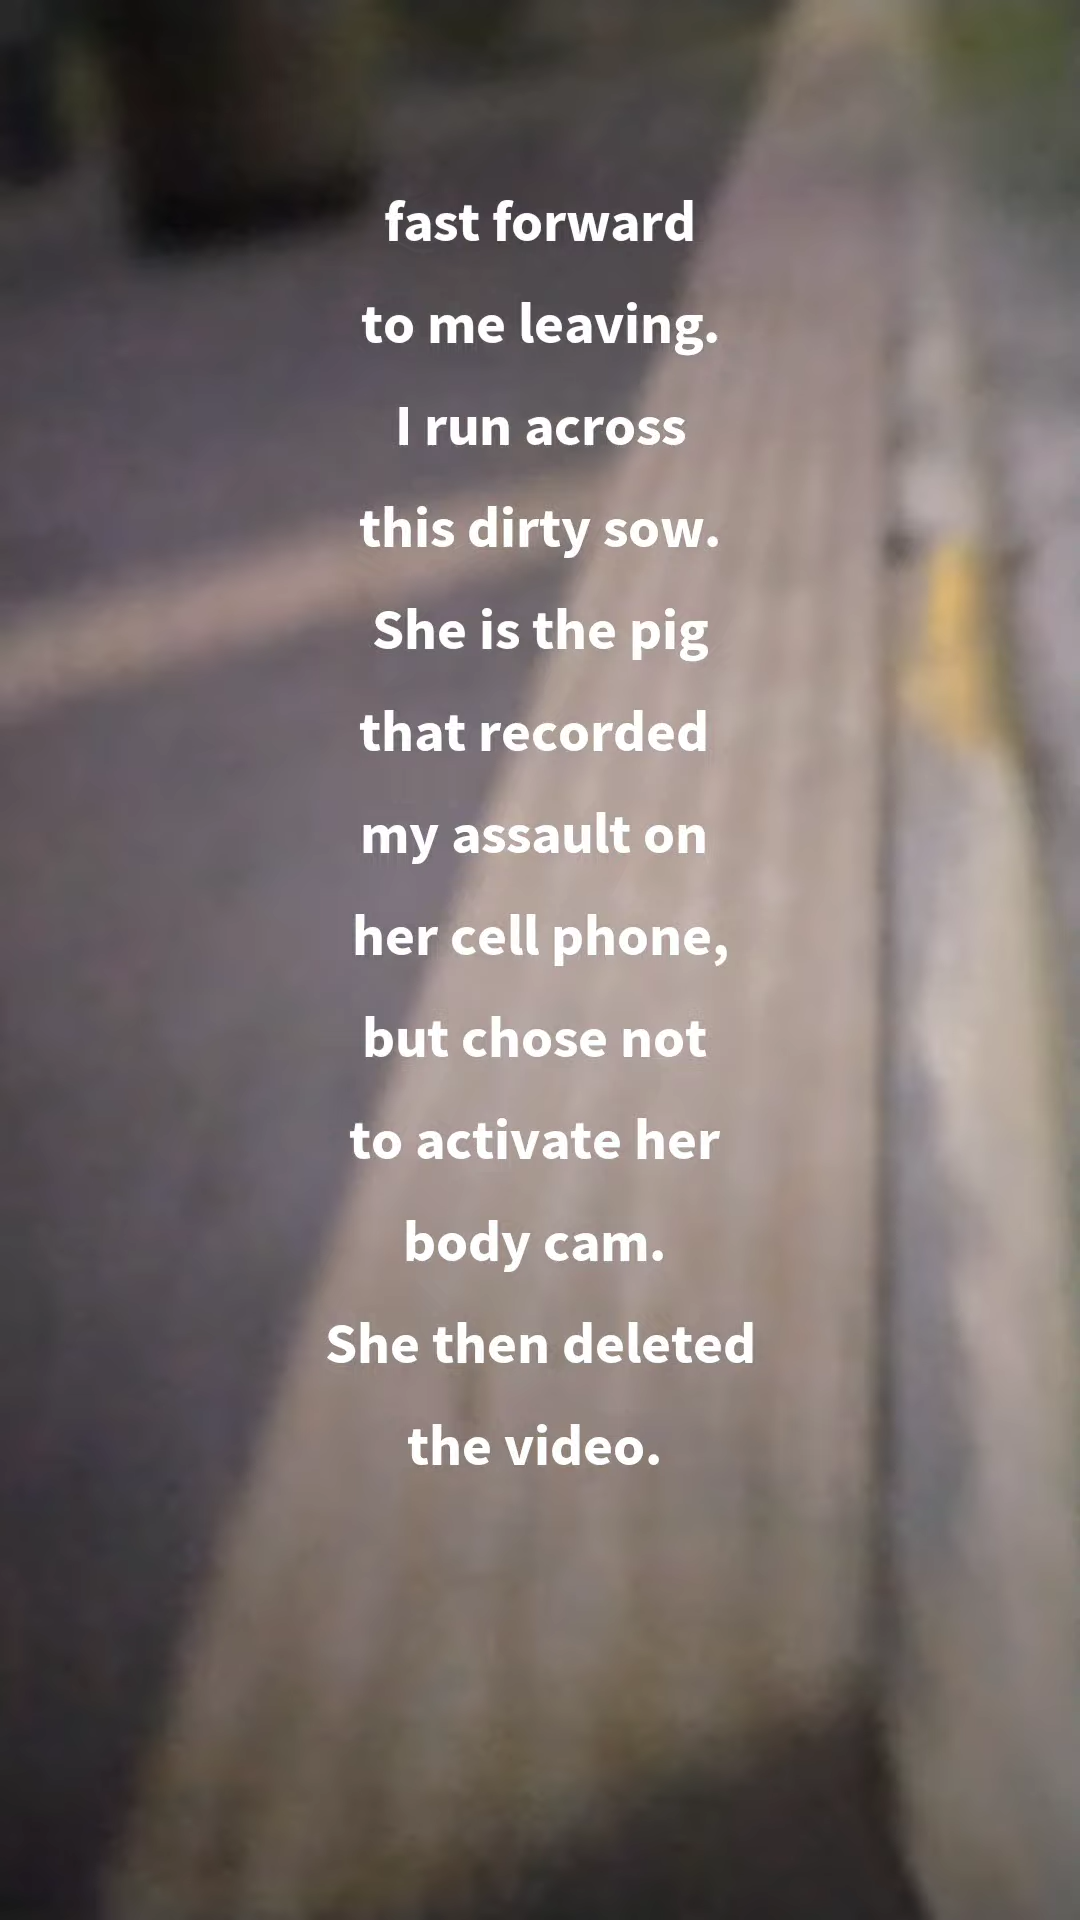 fast forward
to me leaving.
I run across
this dirty sow.
She is the pig
that recorded
my assault on
her cell phone,
but chose not
to activate her
body cam.
She then deleted
the video.